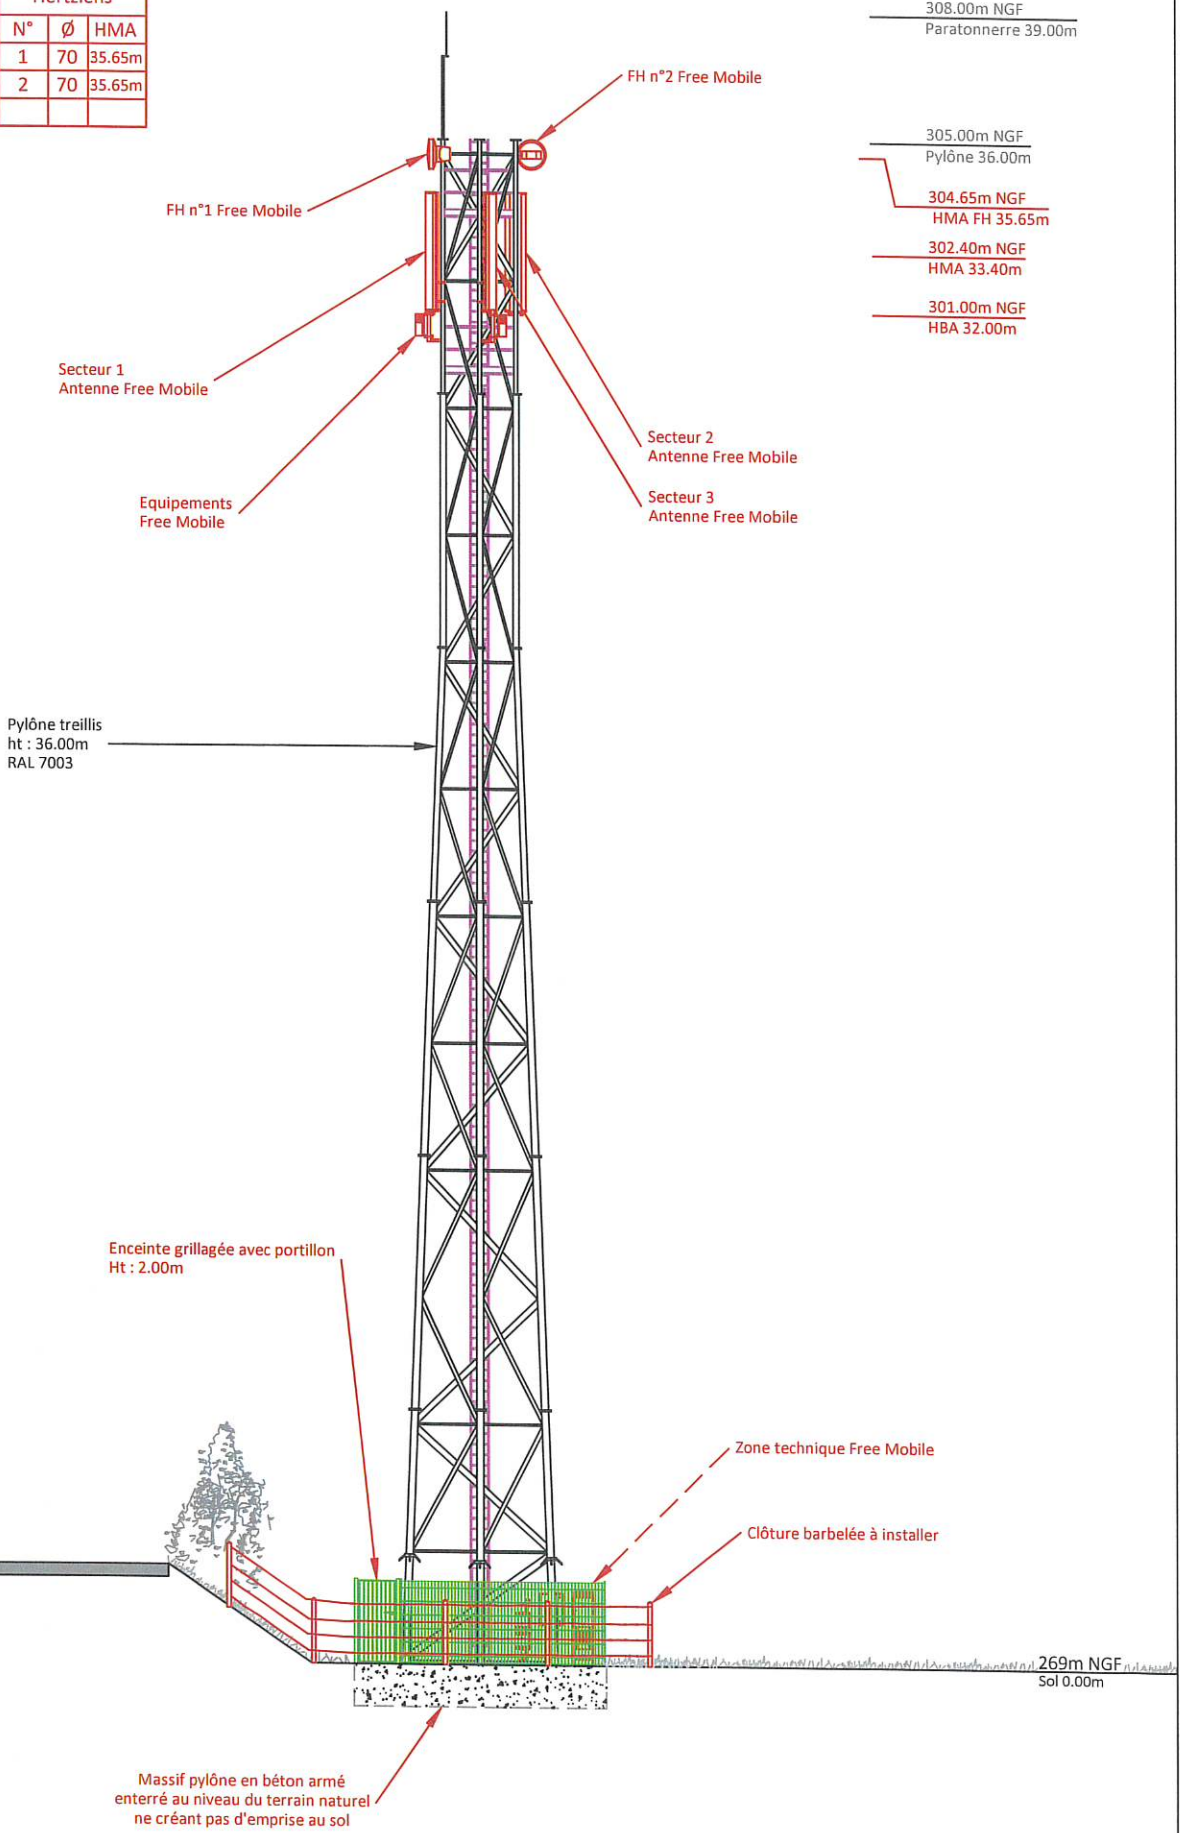 Hertziens
N° Ø HMA
1 70 35.65m
2 70 35.65m
308.00m NGF
Paratonnerre 39.00m
FH n°2 Free Mobile
305.00m NGF
Pylône 36.00m
FH n°1 Free Mobile
304.65m NGF
HMA FH 35.65m
302.40m NGF
HMA 33.40m
301.00m NGF
HBA 32.00m
Secteur 1
Antenne Free Mobile
Secteur 2
Antenne Free Mobile
Equipements
Free Mobile
Secteur 3
Antenne Free Mobile
Pylône treillis
ht : 36.00m
RAL 7003
Enceinte grillagée avec portillon
Ht : 2.00m
Zone technique Free Mobile
Clôture barbelée à installer
269m NGF
Sol 0.00m
Massif pylône en béton armé
enterré au niveau du terrain naturel
ne créant pas d'emprise au sol